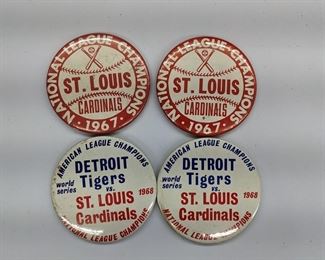 NATIONAL LEAGUE CHAMPIONS
ST. LOUIS
CARDINALS
• 1967 •
NATIONAL LEAGUE CHAMPIONS
ST. LOUIS
CARDINALS
• 1967 •
AMERICAN LEAGUE CHAMPIONS
DETROIT
Tigers
world series
vs.
1968
ST. LOUIS
Cardinals
NATIONAL LEAGUE CHAMPIONS
AMERICAN LEAGUE CHAMPIONS
DETROIT
Tigers
world series
vs.
1968
ST. LOUIS
Cardinals
NATIONAL LEAGUE CHAMPIONS